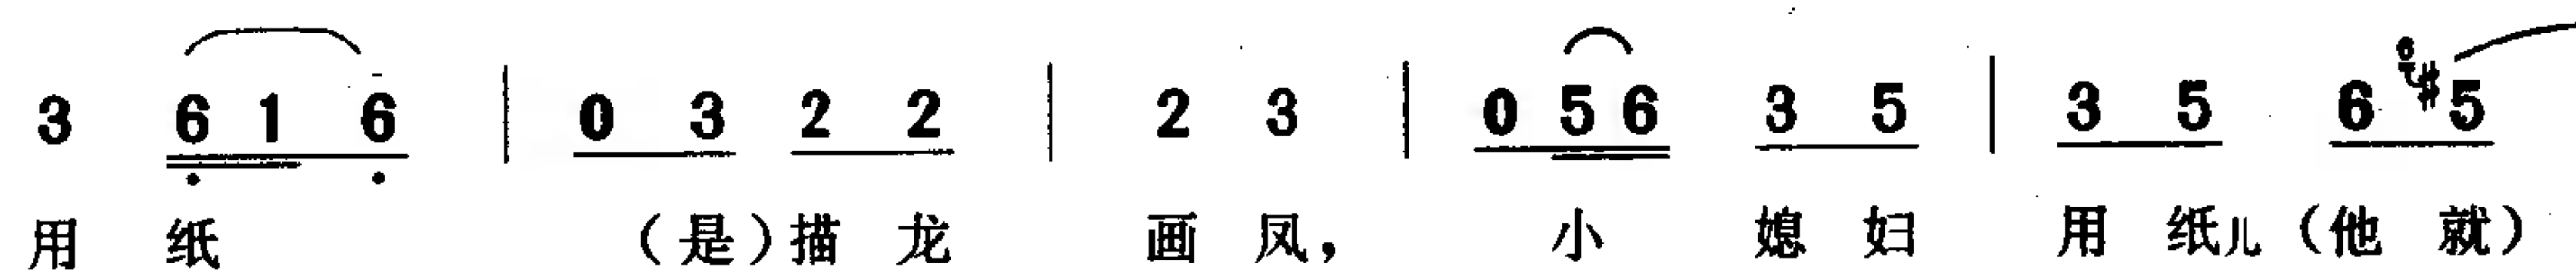 3 6 1 6 | 0 3 2 2 | 2 3 | 0 5 6 3 5 | 3 5 6 6 #5
用 纸 （是）描 龙 画 凤， 小 媳 妇 用 纸儿（他 就）